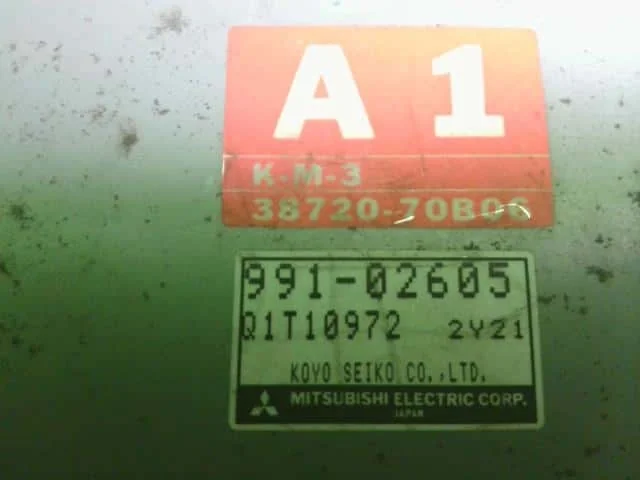 A 1
K-M-3
38720-70B06
991-02605
Q1T10972 2Y21
KOYO SEIKO CO.,LTD.
MITSUBISHI ELECTRIC CORP.
JAPAN